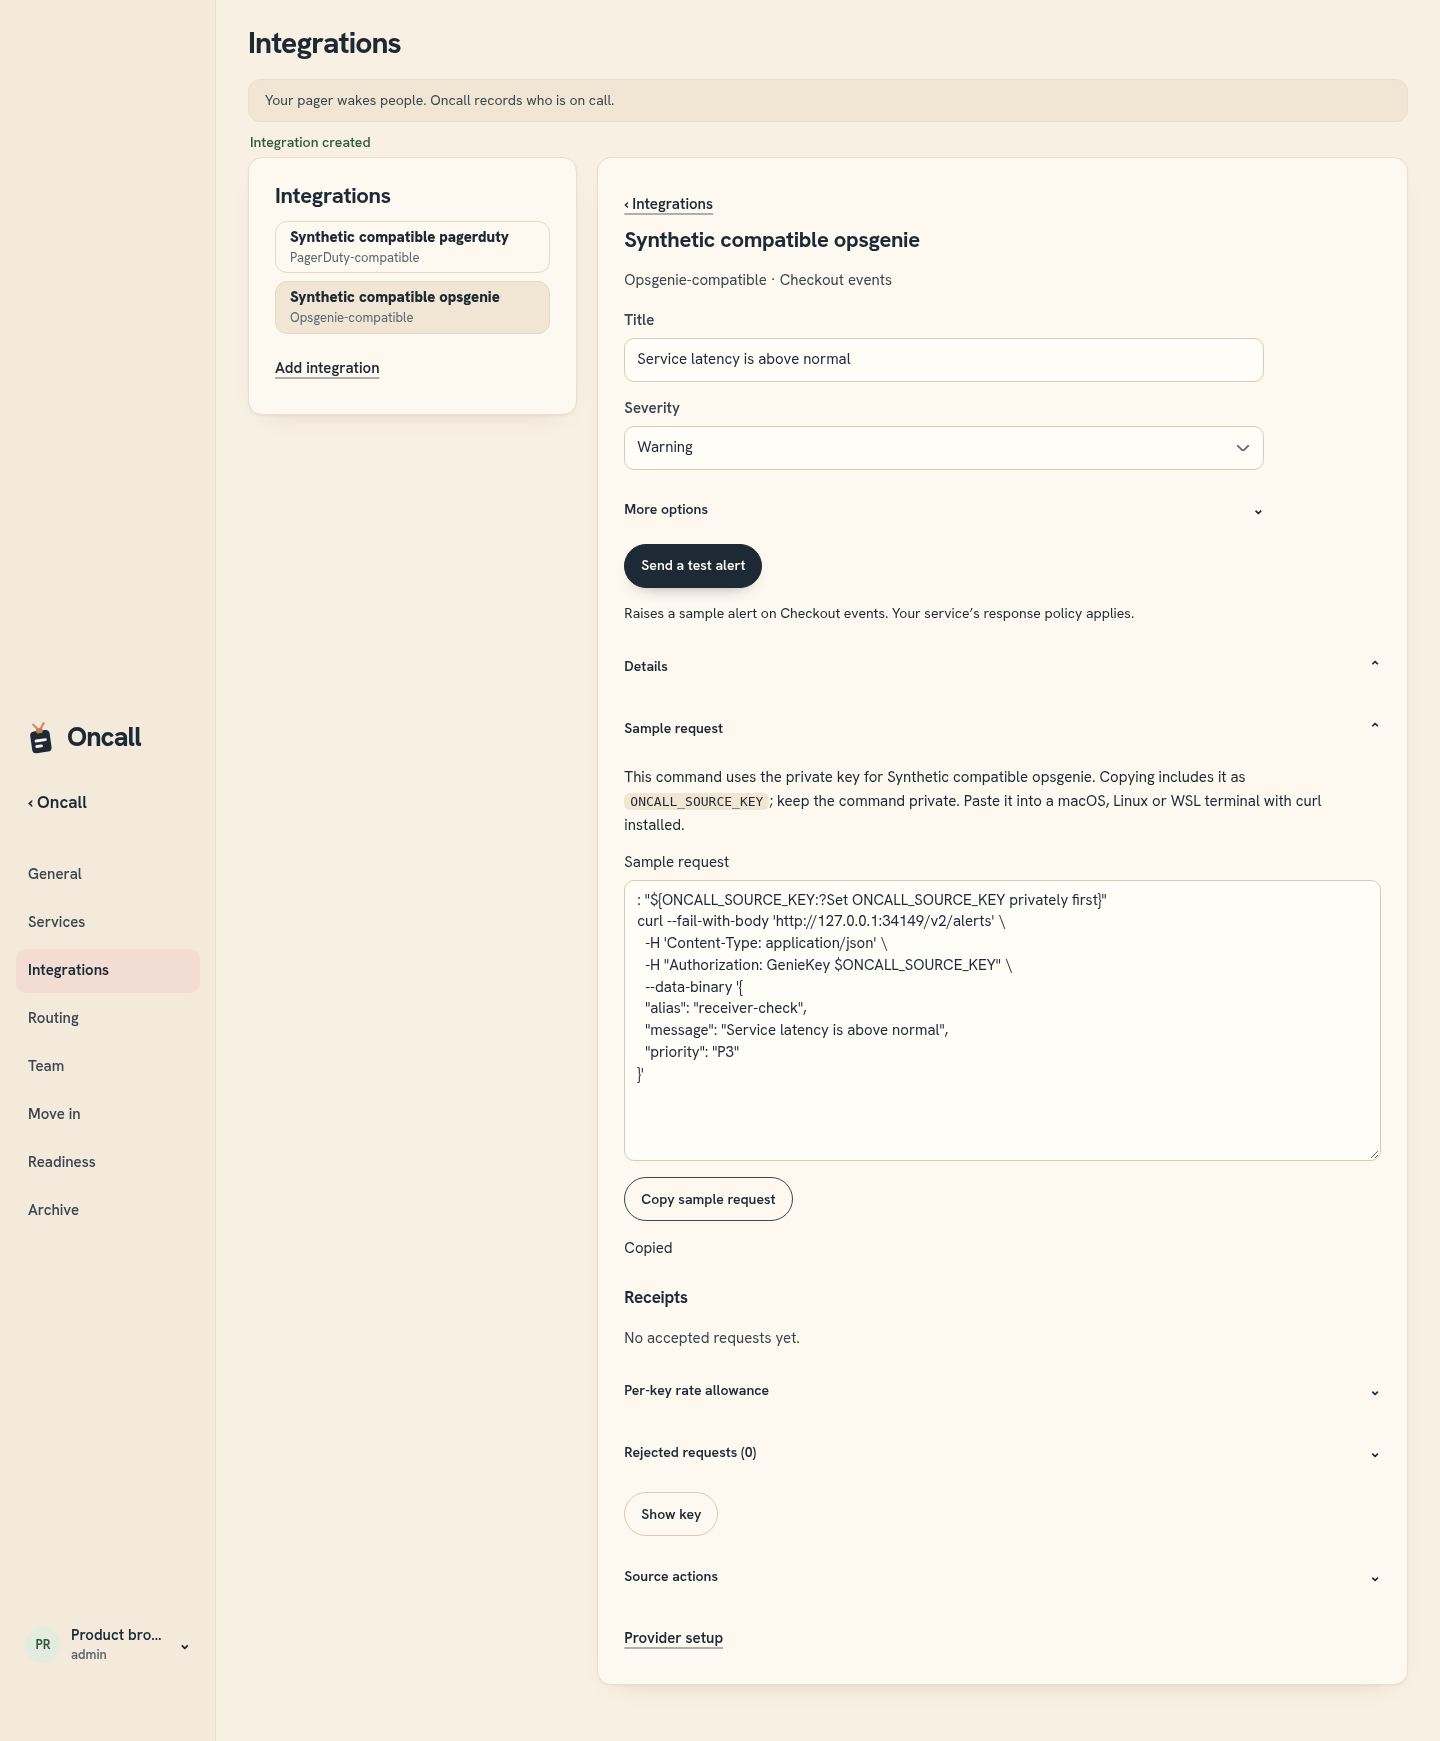 Oncall
‹ Oncall
General
Services
Integrations
Routing
Team
Move in
Readiness
Archive
PR
Product bro...
admin
Integrations
Your pager wakes people. Oncall records who is on call.
Integration created
Integrations
Synthetic compatible pagerduty
PagerDuty-compatible
Synthetic compatible opsgenie
Opsgenie-compatible
Add integration
‹ Integrations
Synthetic compatible opsgenie
Opsgenie-compatible · Checkout events
Title
Service latency is above normal
Severity
Warning
More options
Send a test alert
Raises a sample alert on Checkout events. Your service’s response policy applies.
Details
Sample request
This command uses the private key for Synthetic compatible opsgenie. Copying includes it as
ONCALL_SOURCE_KEY; keep the command private. Paste it into a macOS, Linux or WSL terminal with curl
installed.
Sample request
: "${ONCALL_SOURCE_KEY:?Set ONCALL_SOURCE_KEY privately first}"
curl --fail-with-body 'http://127.0.0.1:34149/v2/alerts' \
  -H 'Content-Type: application/json' \
  -H "Authorization: GenieKey $ONCALL_SOURCE_KEY" \
  --data-binary '{
  "alias": "receiver-check",
  "message": "Service latency is above normal",
  "priority": "P3"
}'
Copy sample request
Copied
Receipts
No accepted requests yet.
Per-key rate allowance
Rejected requests (0)
Show key
Source actions
Provider setup